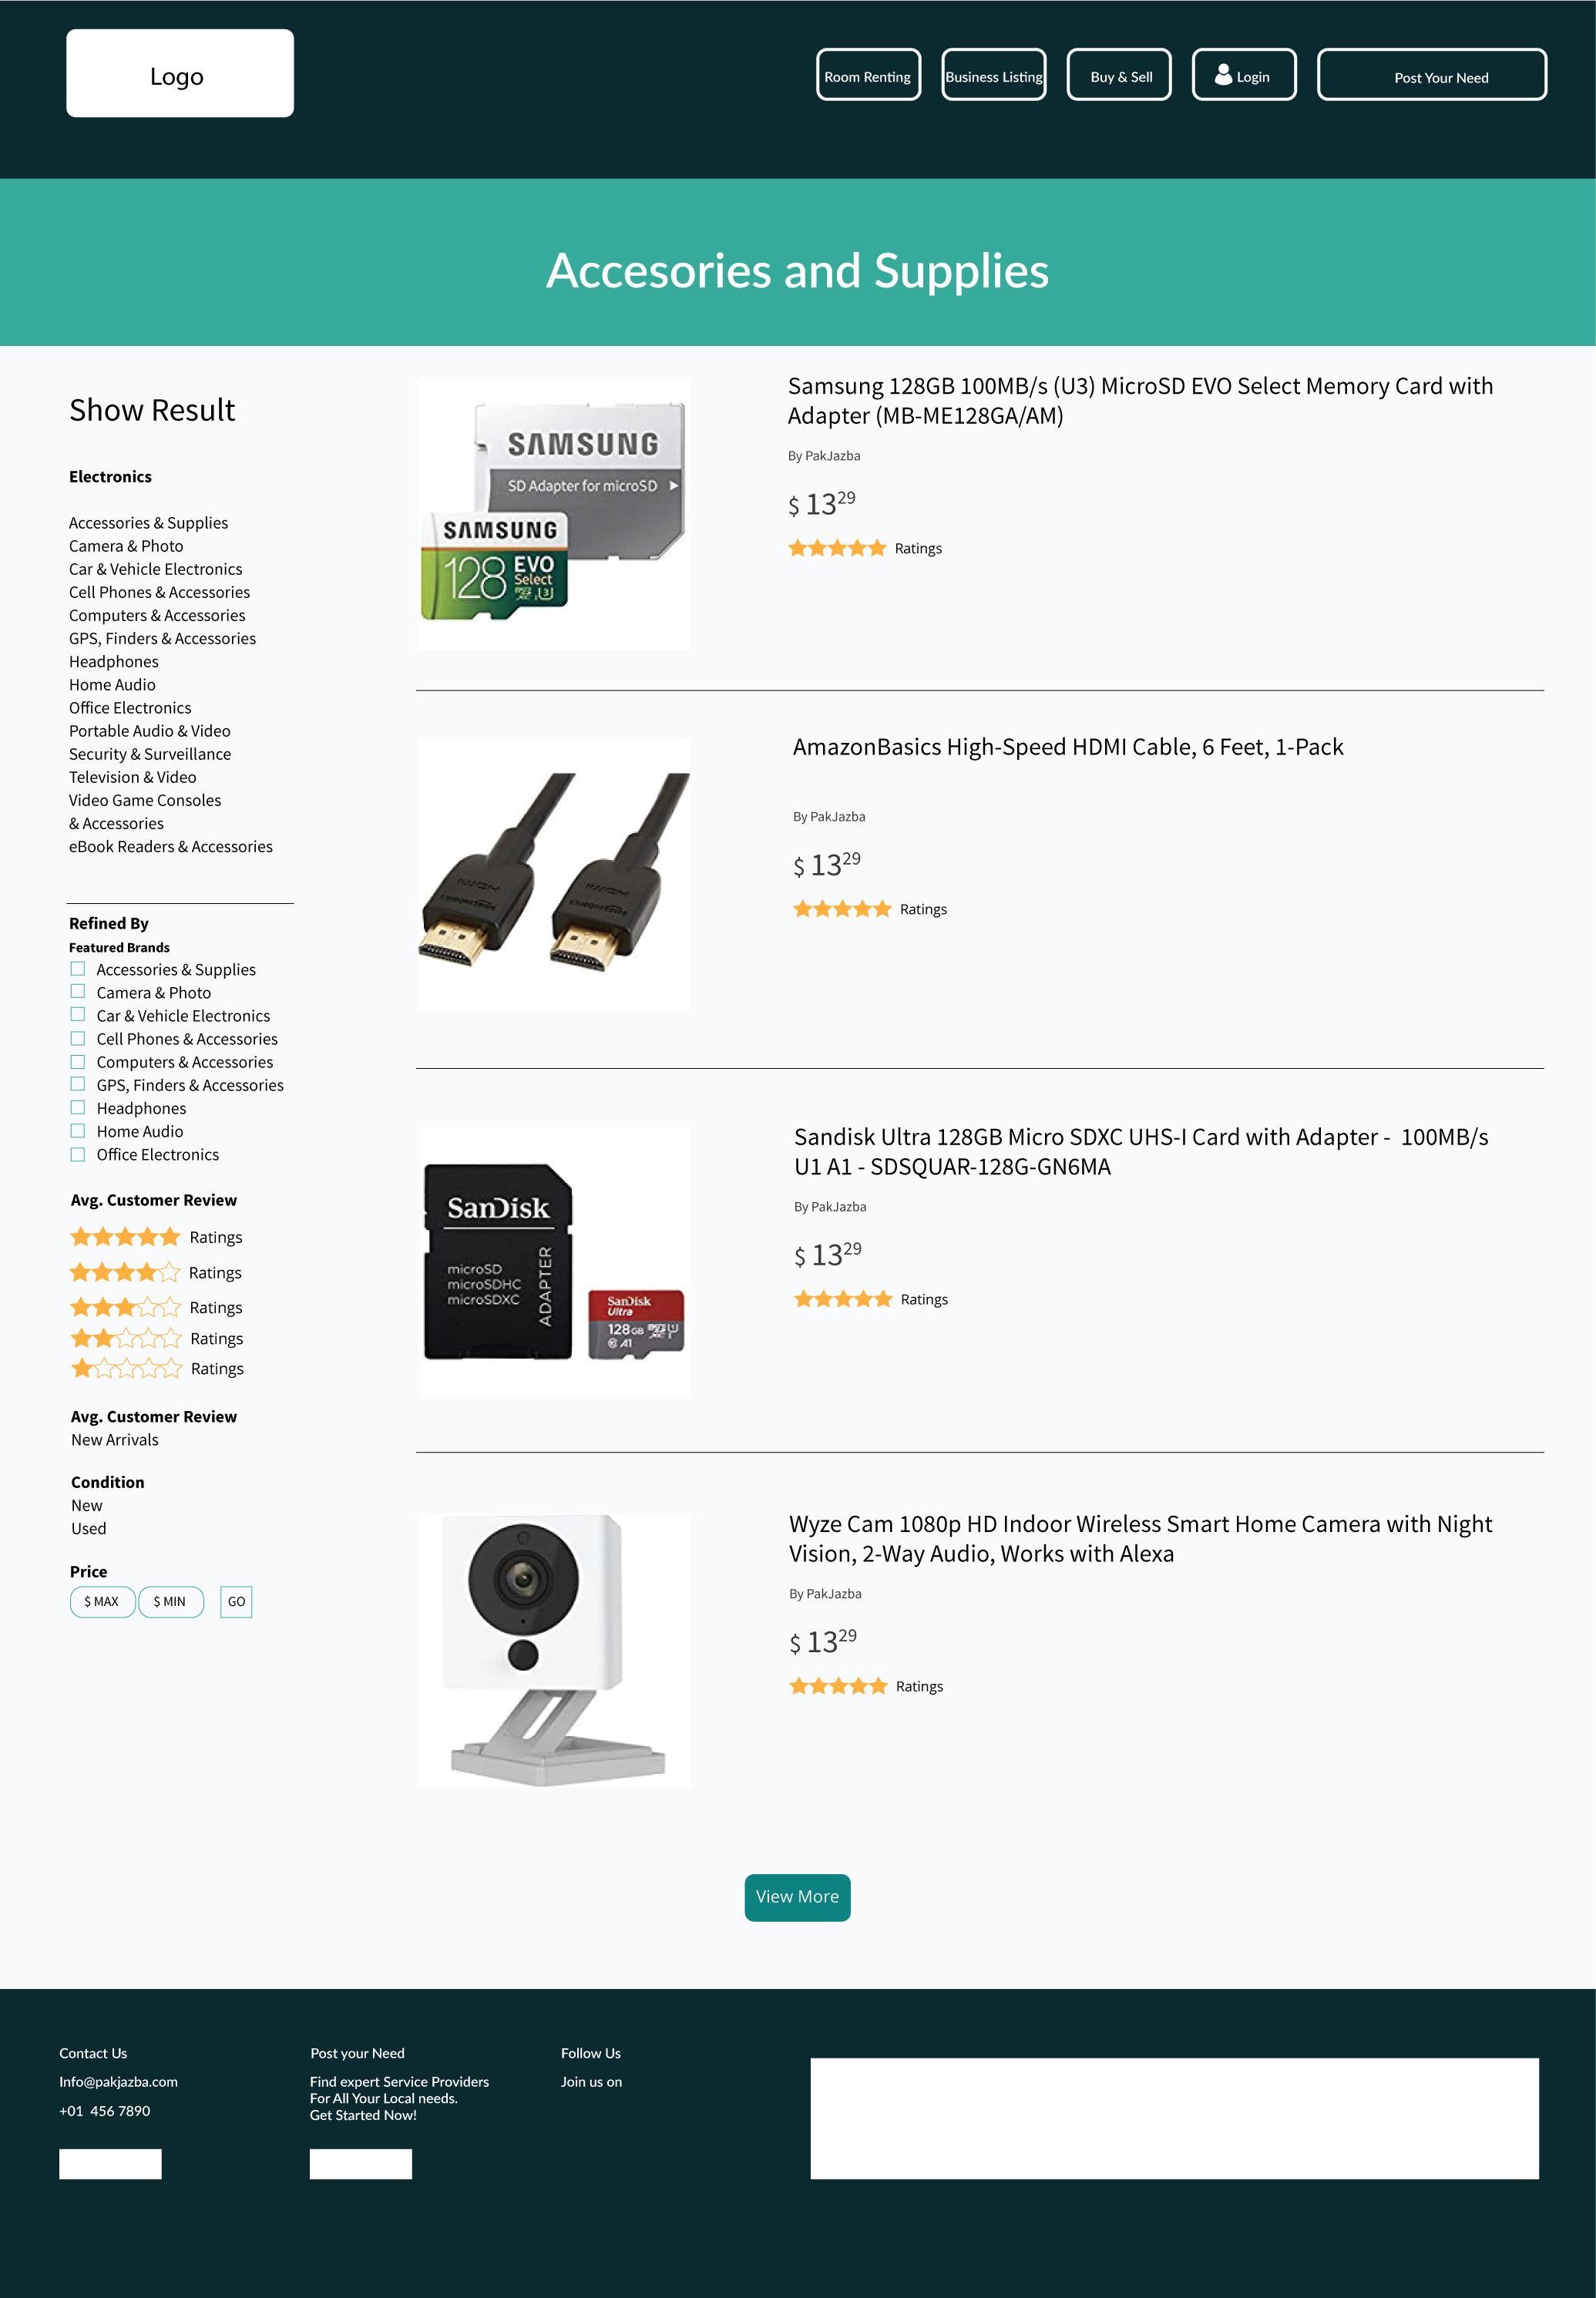 Logo
Room Renting
Business Listing
Buy & Sell
Login
Post Your Need
Accesories and Supplies
Show Result
Electronics
Accessories & Supplies
Camera & Photo
Car & Vehicle Electronics
Cell Phones & Accessories
Computers & Accessories
GPS, Finders & Accessories
Headphones
Home Audio
Office Electronics
Portable Audio & Video
Security & Surveillance
Television & Video
Video Game Consoles
& Accessories
eBook Readers & Accessories
Refined By
Featured Brands
Accessories & Supplies
Camera & Photo
Car & Vehicle Electronics
Cell Phones & Accessories
Computers & Accessories
GPS, Finders & Accessories
Headphones
Home Audio
Office Electronics
Avg. Customer Review
Ratings
Ratings
Ratings
Ratings
Ratings
Avg. Customer Review
New Arrivals
Condition
New
Used
Price
$ MAX
$ MIN
GO
SAMSUNG
SD Adapter for microSD
SAMSUNG
128 EVO
Select
Samsung 128GB 100MB/s (U3) MicroSD EVO Select Memory Card with
Adapter (MB-ME128GA/AM)
By PakJazba
$ 13 29
Ratings
AmazonBasics High-Speed HDMI Cable, 6 Feet, 1-Pack
By PakJazba
$ 13 29
Ratings
SanDisk
microSD
microSDHC
microSDXC
ADAPTER
SanDisk
Ultra
128GB
A1
Sandisk Ultra 128GB Micro SDXC UHS-I Card with Adapter - 100MB/s
U1 A1 - SDSQUAR-128G-GN6MA
By PakJazba
$ 13 29
Ratings
Wyze Cam 1080p HD Indoor Wireless Smart Home Camera with Night
Vision, 2-Way Audio, Works with Alexa
By PakJazba
$ 13 29
Ratings
View More
Contact Us
Info@pakjazba.com
+01 456 7890
Post your Need
Find expert Service Providers
For All Your Local needs.
Get Started Now!
Follow Us
Join us on